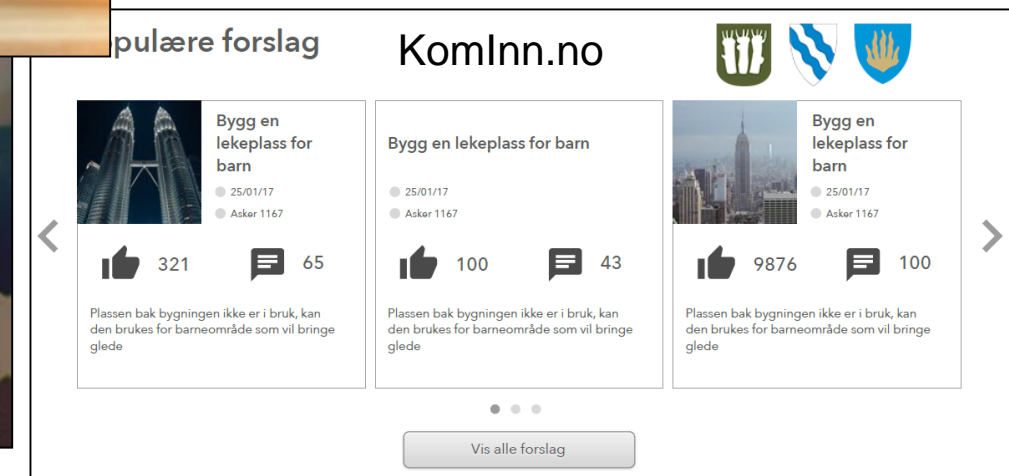 opulære forslag
KomInn.no
Bygg en
lekeplass for
barn
25/01/17
Asker 1167
321
65
Plassen bak bygningen ikke er i bruk, kan
den brukes for barneområde som vil bringe
glede
Bygg en lekeplass for barn
25/01/17
Asker 1167
100
43
Plassen bak bygningen ikke er i bruk, kan
den brukes for barneområde som vil bringe
glede
Bygg en
lekeplass for
barn
25/01/17
Asker 1167
9876
100
Plassen bak bygningen ikke er i bruk, kan
den brukes for barneområde som vil bringe
glede
Vis alle forslag